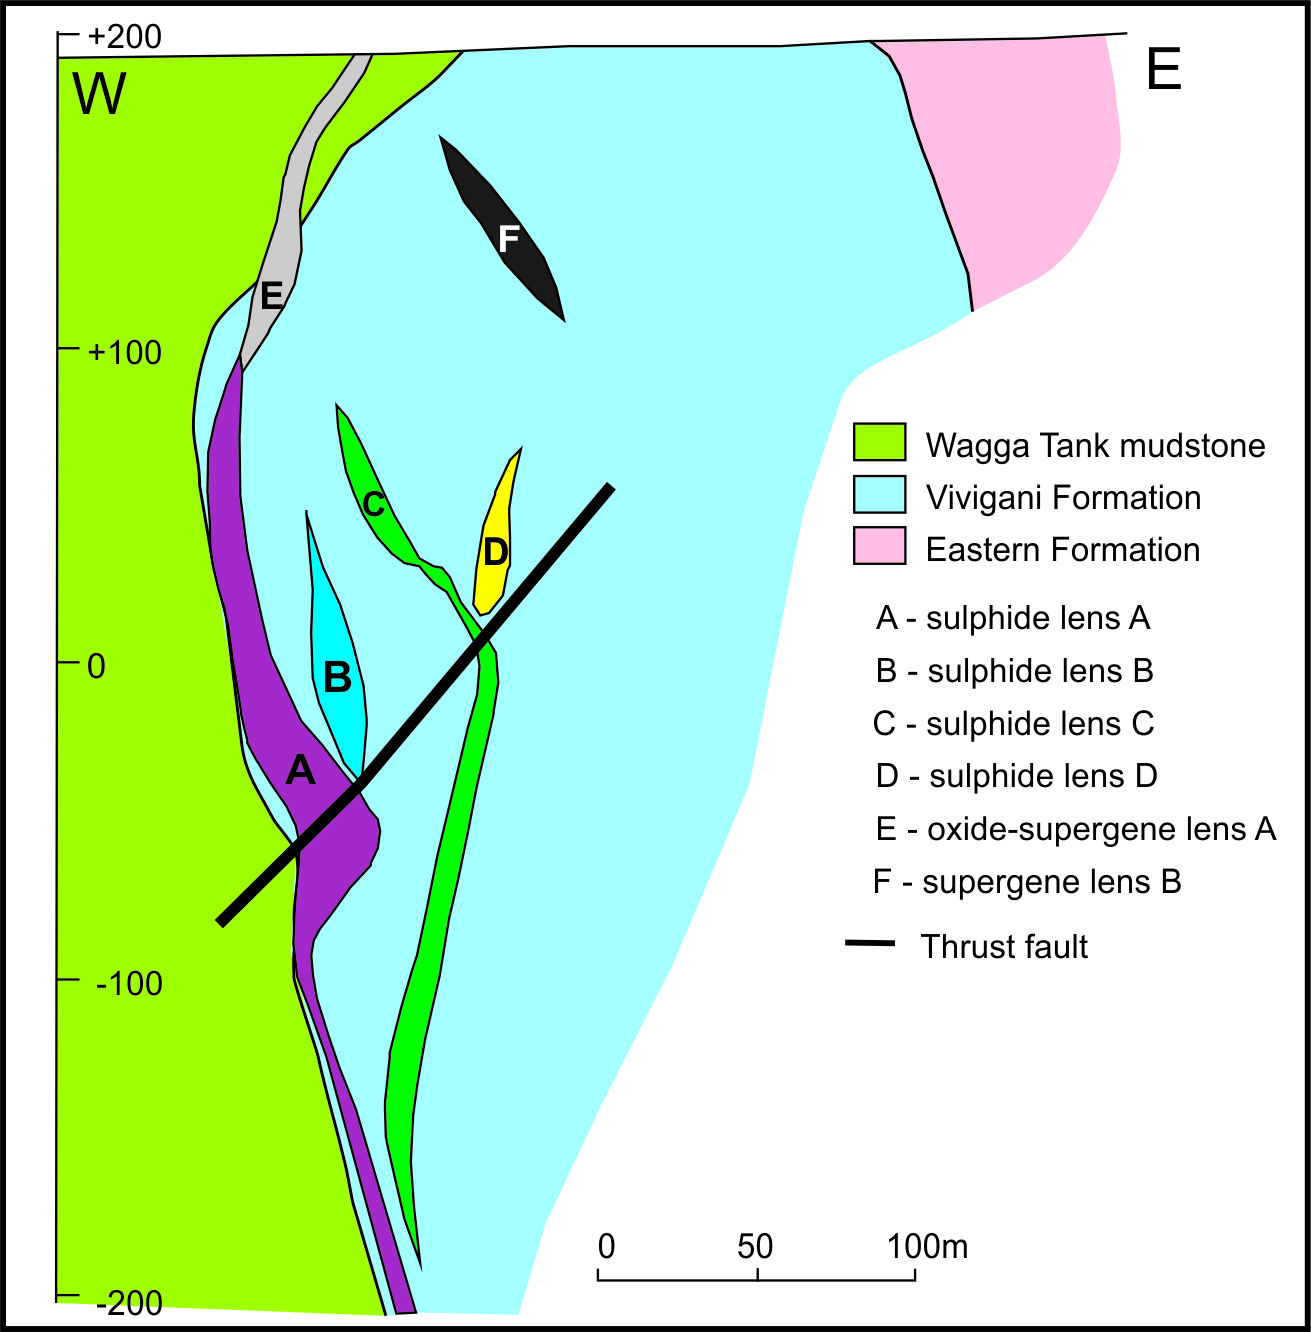 +200
W
E
F
E
+100
C
D
B
0
A
-100
-200
Wagga Tank mudstone
Vivigani Formation
Eastern Formation
A - sulphide lens A
B - sulphide lens B
C - sulphide lens C
D - sulphide lens D
E - oxide-supergene lens A
F - supergene lens B
Thrust fault
0 50 100m